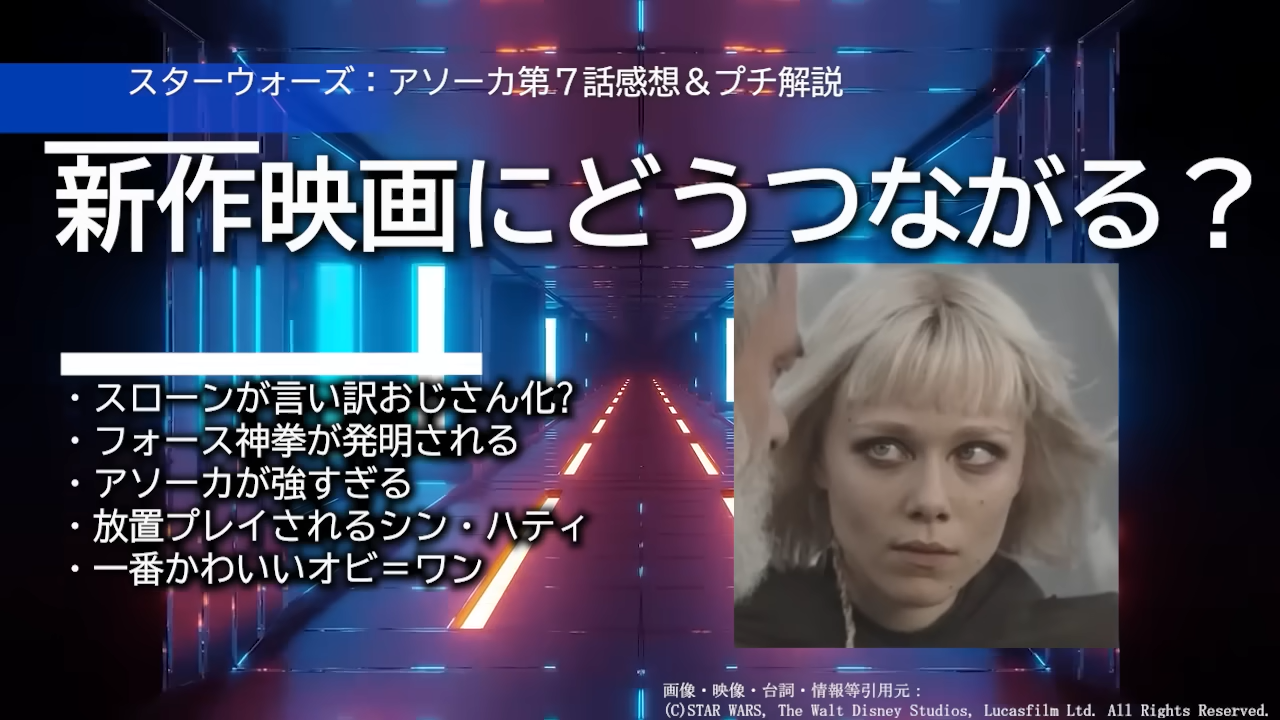 スターウォーズ：アソーカ第７話感想＆プチ解説
新作映画にどうつながる？
・スローンが言い訳おじさん化?
・フォース神拳が発明される
・アソーカが強すぎる
・放置プレイされるシン・ハティ
・一番かわいいオビ＝ワン
画像・映像・台詞・情報等引用元：
(C)STAR WARS, The Walt Disney Studios, Lucasfilm Ltd. All Rights Reserved.